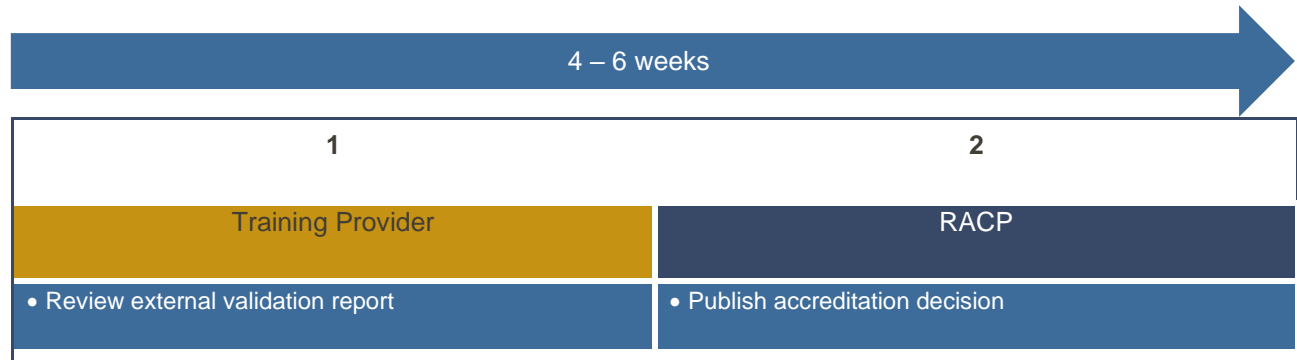 4 – 6 weeks
1
2
Training Provider
RACP
• Review external validation report
• Publish accreditation decision